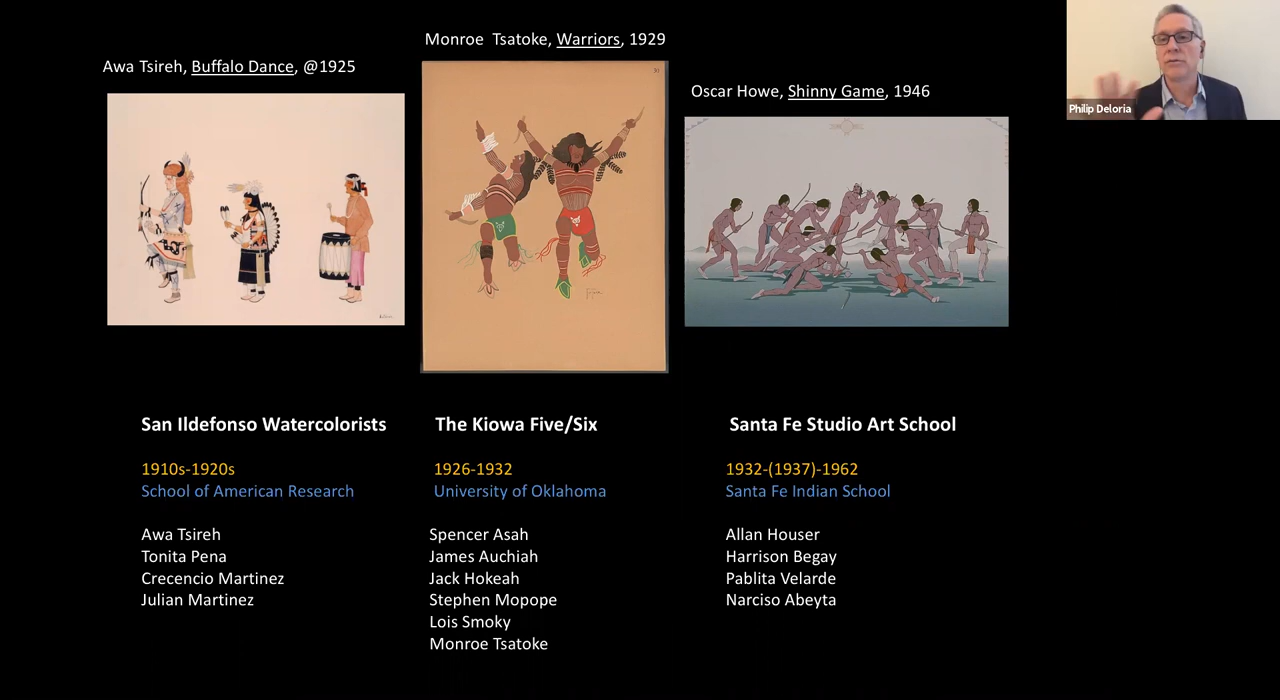 Monroe  Tsatoke, Warriors, 1929
Awa Tsireh, Buffalo Dance, @1925
Oscar Howe, Shinny Game, 1946
Philip Deloria
San Ildefonso Watercolorists
1910s-1920s
School of American Research
Awa Tsireh
Tonita Pena
Crecencio Martinez
Julian Martinez
The Kiowa Five/Six
1926-1932
University of Oklahoma
Spencer Asah
James Auchiah
Jack Hokeah
Stephen Mopope
Lois Smoky
Monroe Tsatoke
Santa Fe Studio Art School
1932-(1937)-1962
Santa Fe Indian School
Allan Houser
Harrison Begay
Pablita Velarde
Narciso Abeyta